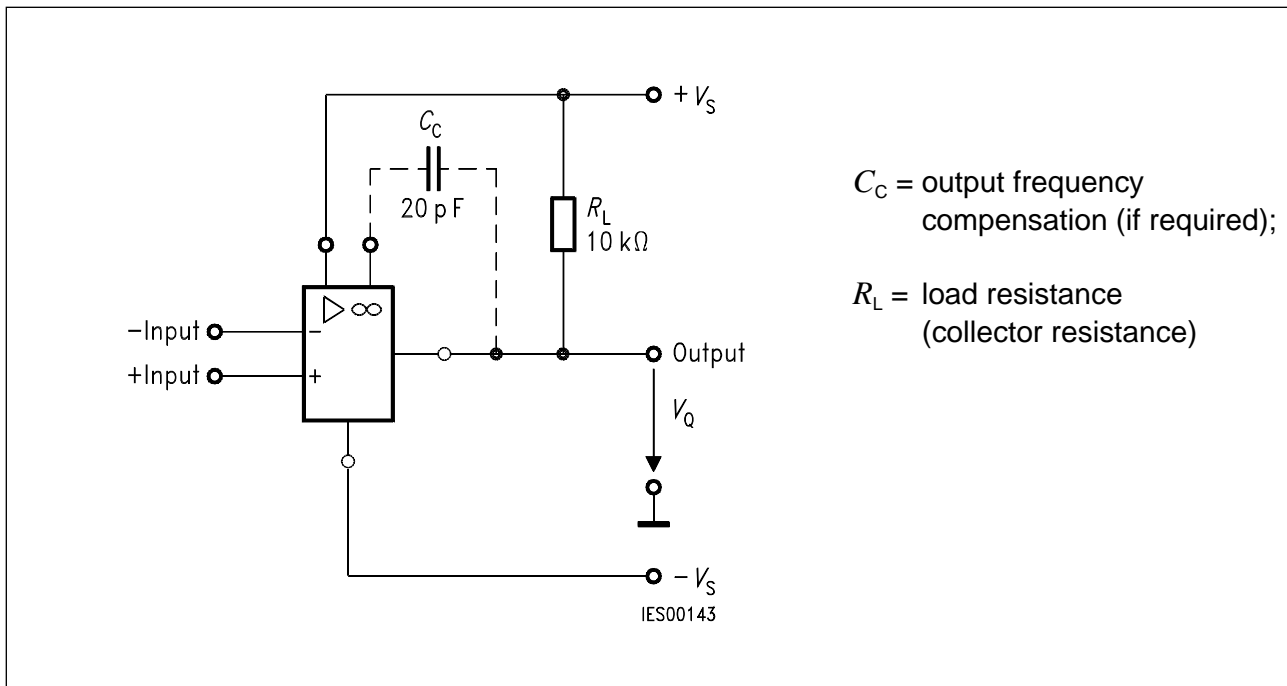 + V_S
C_C
20 pF
R_L
10 kΩ
▷ ∞
−Input
−
+Input
+
Output
V_Q
− V_S
IES00143
C_C = output frequency
compensation (if required);
R_L = load resistance
(collector resistance)